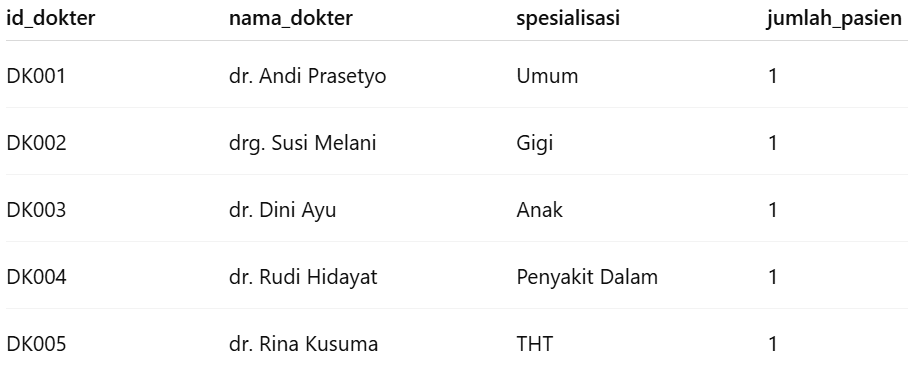 id_dokter nama_dokter spesialisasi jumlah_pasien
DK001 dr. Andi Prasetyo Umum 1
DK002 drg. Susi Melani Gigi 1
DK003 dr. Dini Ayu Anak 1
DK004 dr. Rudi Hidayat Penyakit Dalam 1
DK005 dr. Rina Kusuma THT 1